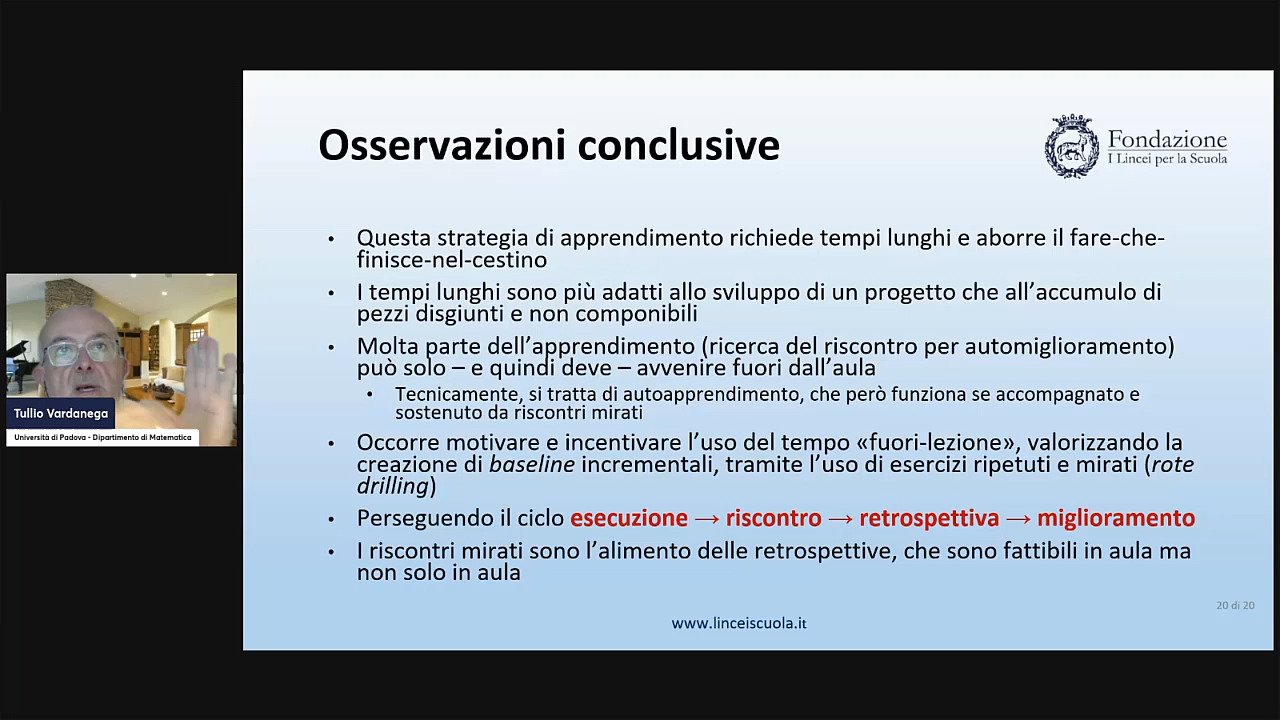 Osservazioni conclusive
Fondazione
I Lincei per la Scuola
• Questa strategia di apprendimento richiede tempi lunghi e aborre il fare-che-
finisce-nel-cestino
• I tempi lunghi sono più adatti allo sviluppo di un progetto che all’accumulo di
pezzi disgiunti e non componibili
• Molta parte dell’apprendimento (ricerca del riscontro per automiglioramento)
può solo – e quindi deve – avvenire fuori dall’aula
• Tecnicamente, si tratta di autoapprendimento, che però funziona se accompagnato e
sostenuto da riscontri mirati
• Occorre motivare e incentivare l’uso del tempo «fuori-lezione», valorizzando la
creazione di baseline incrementali, tramite l’uso di esercizi ripetuti e mirati (rote
drilling)
• Perseguendo il ciclo esecuzione → riscontro → retrospettiva → miglioramento
• I riscontri mirati sono l’alimento delle retrospettive, che sono fattibili in aula ma
non solo in aula
20 di 20
www.linceiscuola.it
Tullio Vardanega
Università di Padova - Dipartimento di Matematica